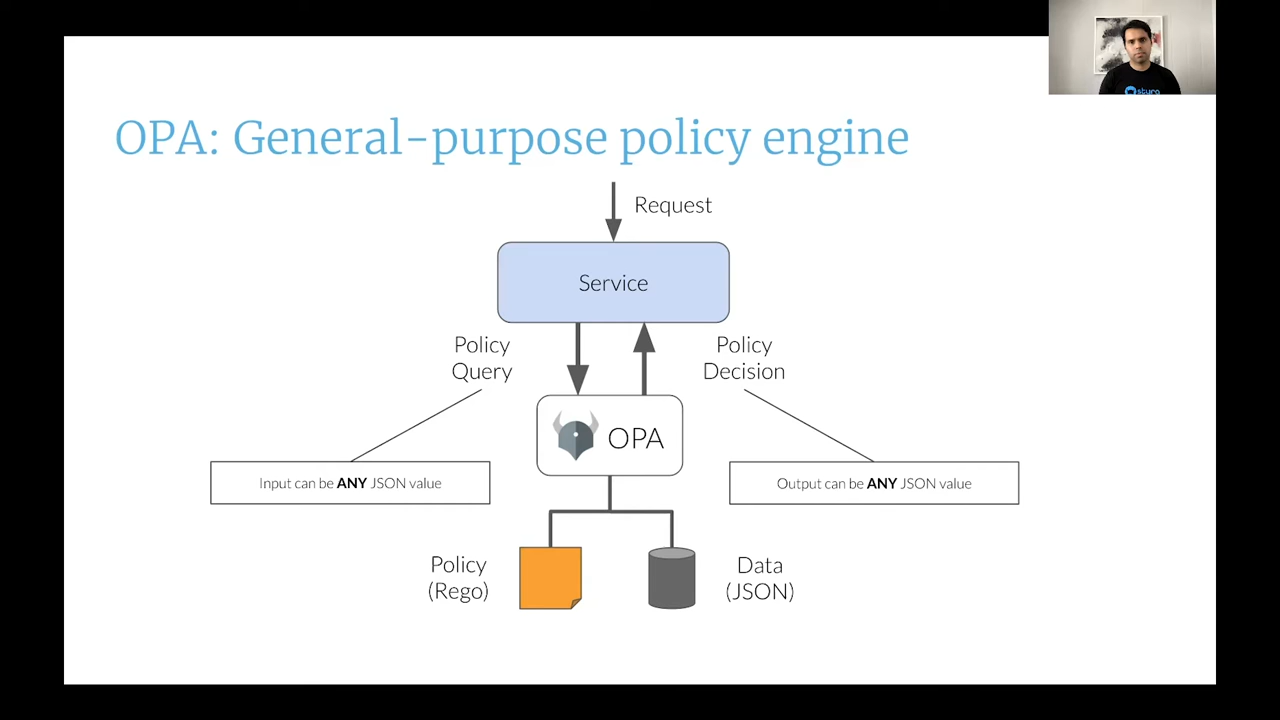 OPA: General-purpose policy engine
Request
Service
Policy
Query
Policy
Decision
OPA
Input can be ANY JSON value
Output can be ANY JSON value
Policy
(Rego)
Data
(JSON)
styra